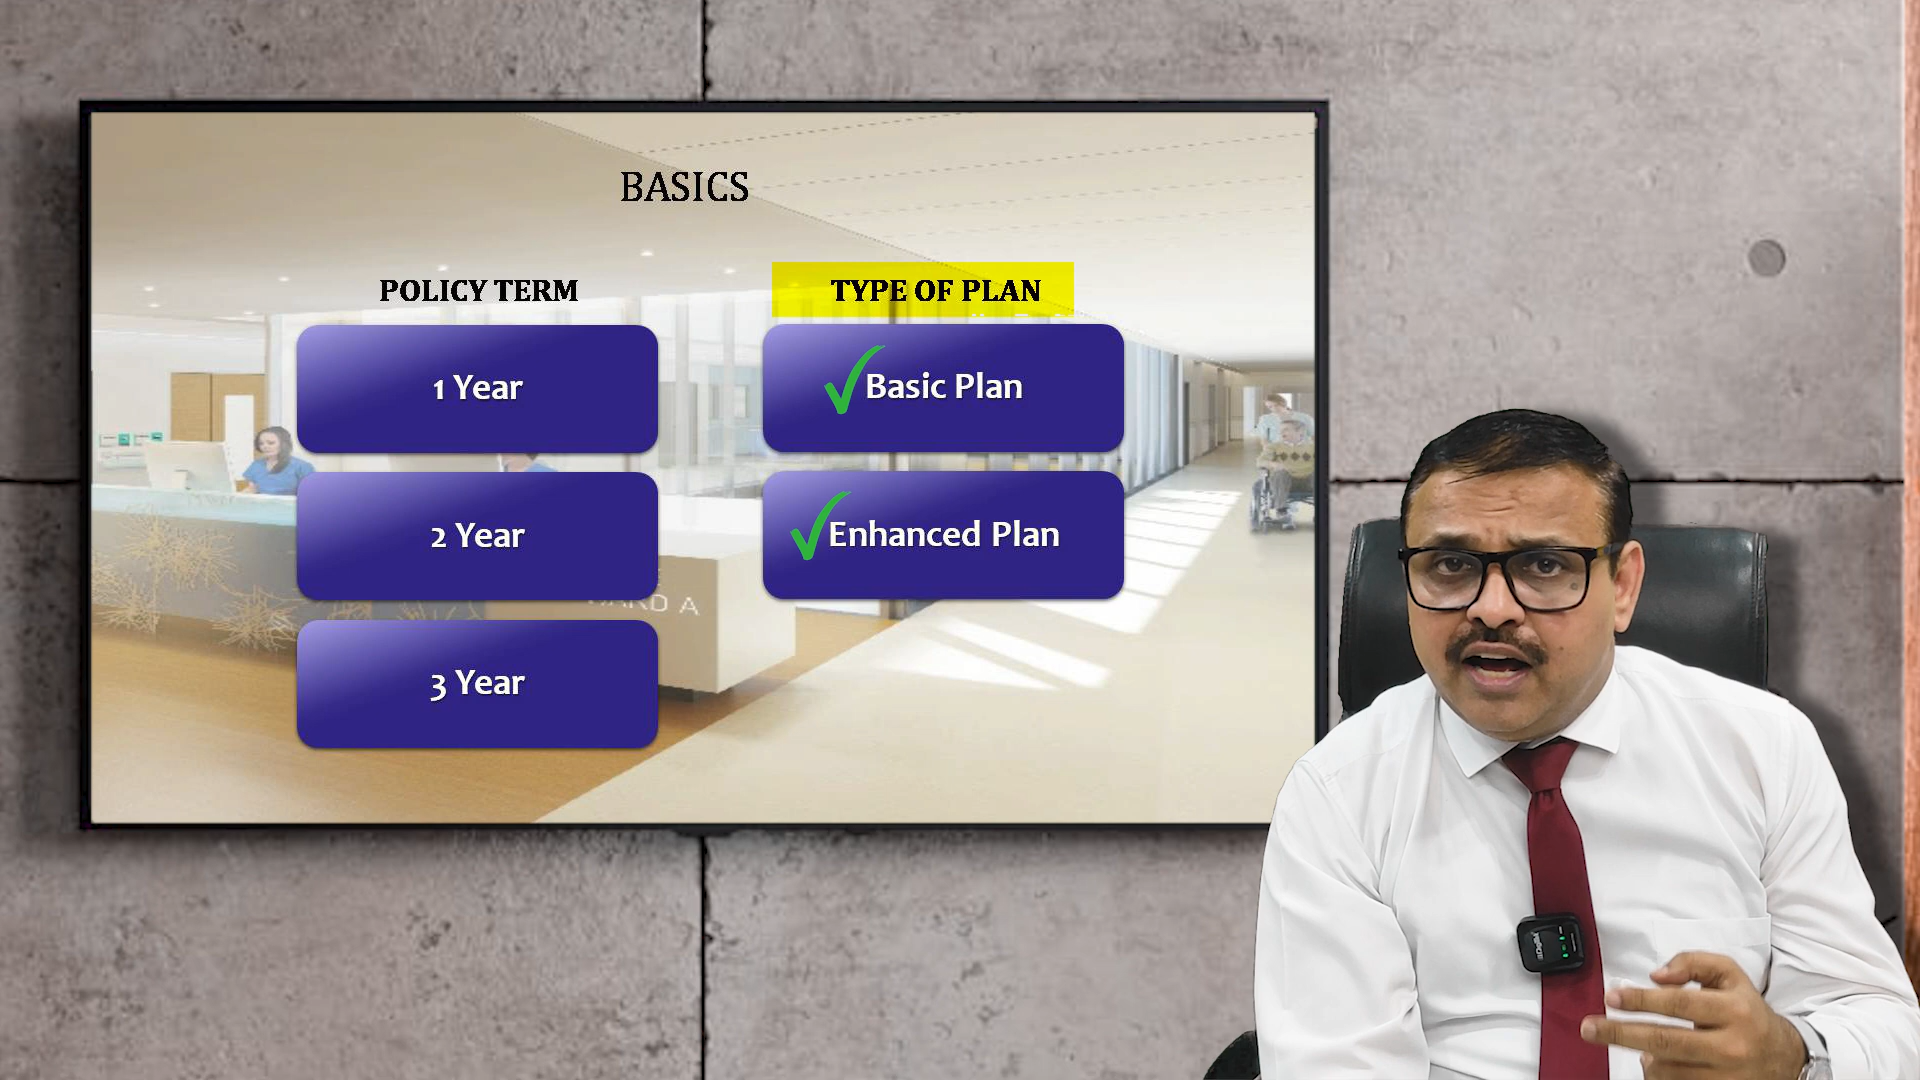 BASICS
POLICY TERM
1 Year
2 Year
3 Year
TYPE OF PLAN
Basic Plan
Enhanced Plan